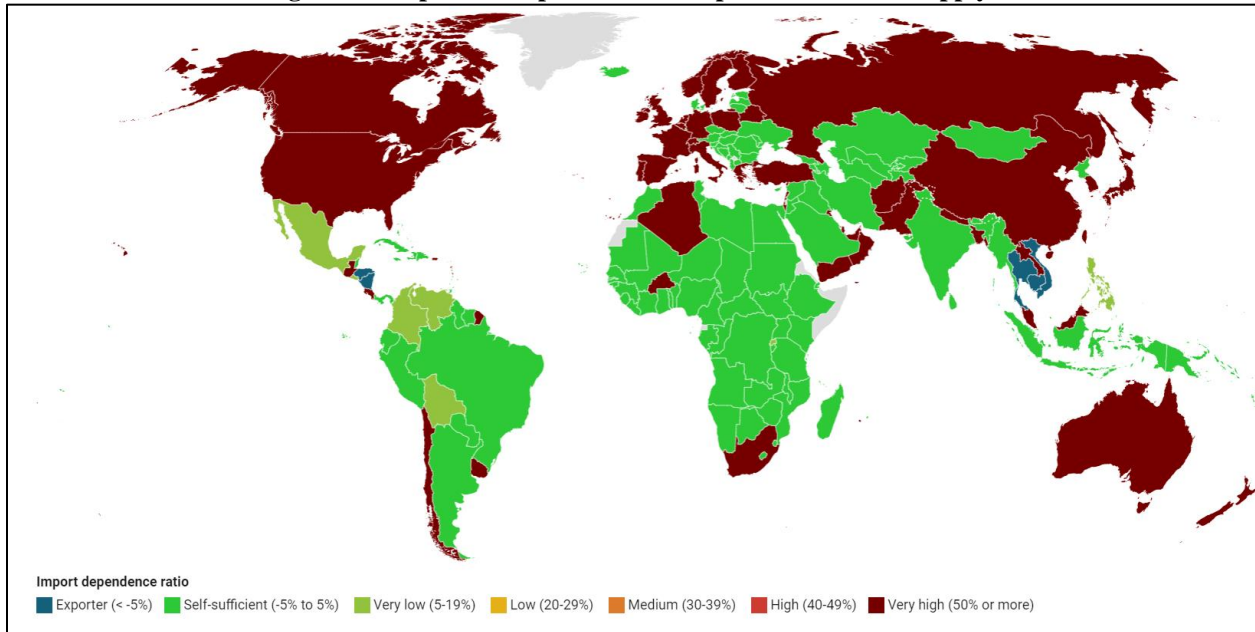 Import dependence ratio
Exporter (< -5%) Self-sufficient (-5% to 5%) Very low (5-19%) Low (20-29%) Medium (30-39%) High (40-49%) Very high (50% or more)